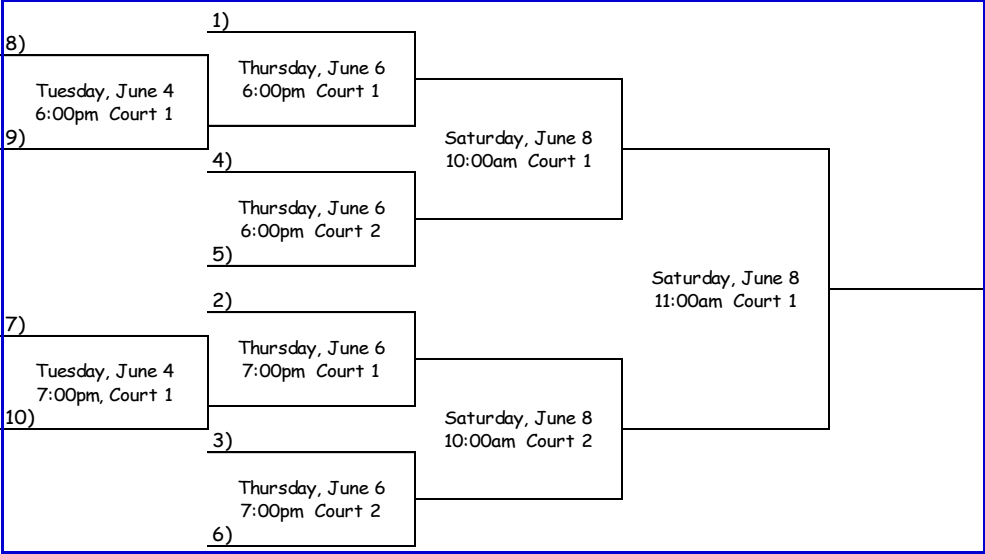 1)
8)
Thursday, June 6
6:00pm Court 1
Tuesday, June 4
6:00pm Court 1
9)
Saturday, June 8
10:00am Court 1
4)
Thursday, June 6
6:00pm Court 2
5)
Saturday, June 8
11:00am Court 1
2)
7)
Thursday, June 6
7:00pm Court 1
Tuesday, June 4
7:00pm, Court 1
10)
Saturday, June 8
10:00am Court 2
3)
Thursday, June 6
7:00pm Court 2
6)